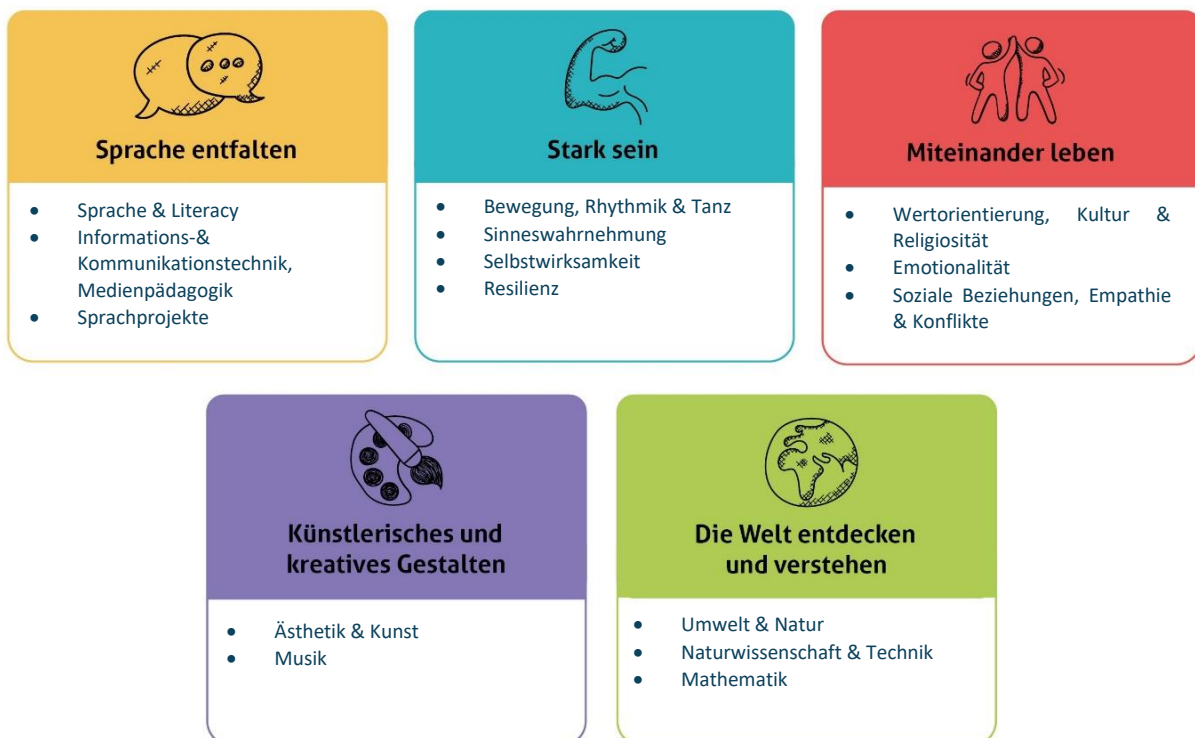 Sprache entfalten
• Sprache & Literacy
• Informations-&
Kommunikationstechnik,
Medienpädagogik
• Sprachprojekte
Stark sein
• Bewegung, Rhythmik & Tanz
• Sinneswahrnehmung
• Selbstwirksamkeit
• Resilienz
Miteinander leben
• Wertorientierung, Kultur &
Religiosität
• Emotionalität
• Soziale Beziehungen, Empathie
& Konflikte
Künstlerisches und
kreatives Gestalten
• Ästhetik & Kunst
• Musik
Die Welt entdecken
und verstehen
• Umwelt & Natur
• Naturwissenschaft & Technik
• Mathematik